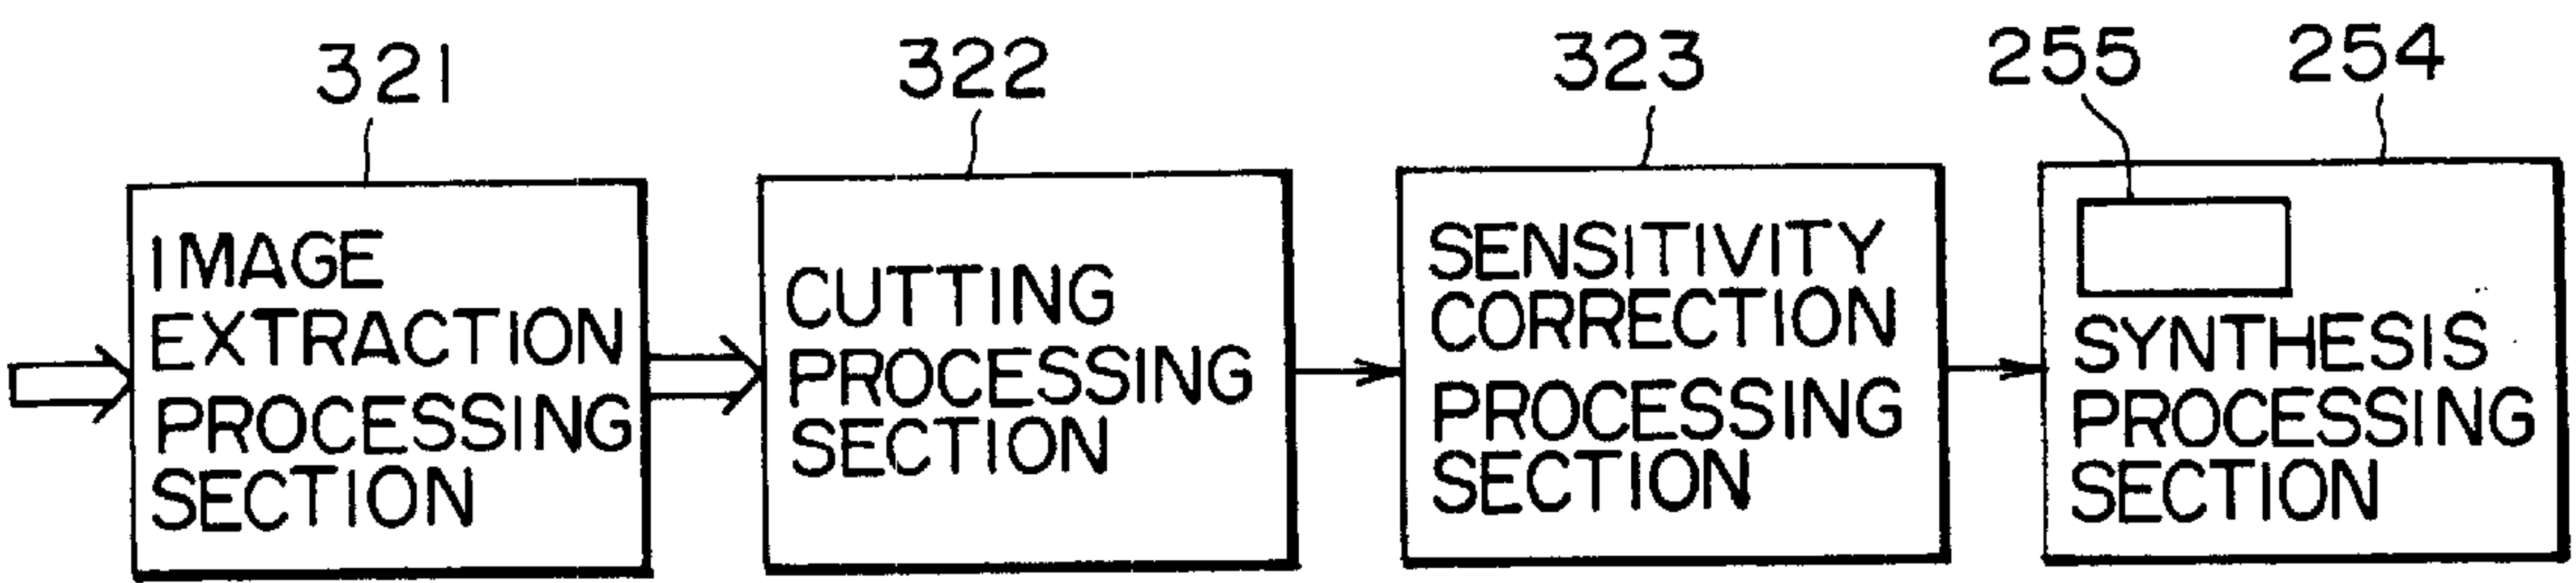 321
322
323
255
254
IMAGE
EXTRACTION
PROCESSING
SECTION
CUTTING
PROCESSING
SECTION
SENSITIVITY
CORRECTION
PROCESSING
SECTION
SYNTHESIS
PROCESSING
SECTION